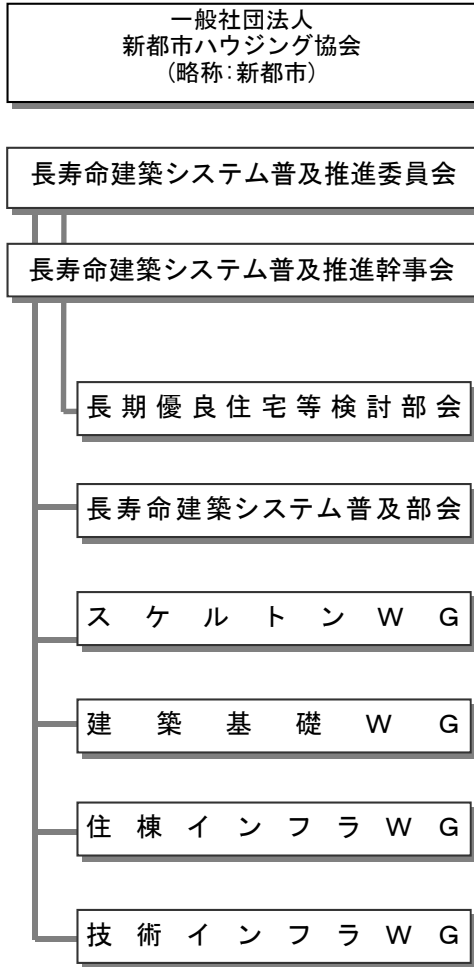 一般社団法人
新都市ハウジング協会
（略称：新都市）
長寿命建築システム普及推進委員会
長寿命建築システム普及推進幹事会
長期優良住宅等検討部会
長寿命建築システム普及部会
スケルトンＷＧ
建築基礎ＷＧ
住棟インフラＷＧ
技術インフラＷＧ